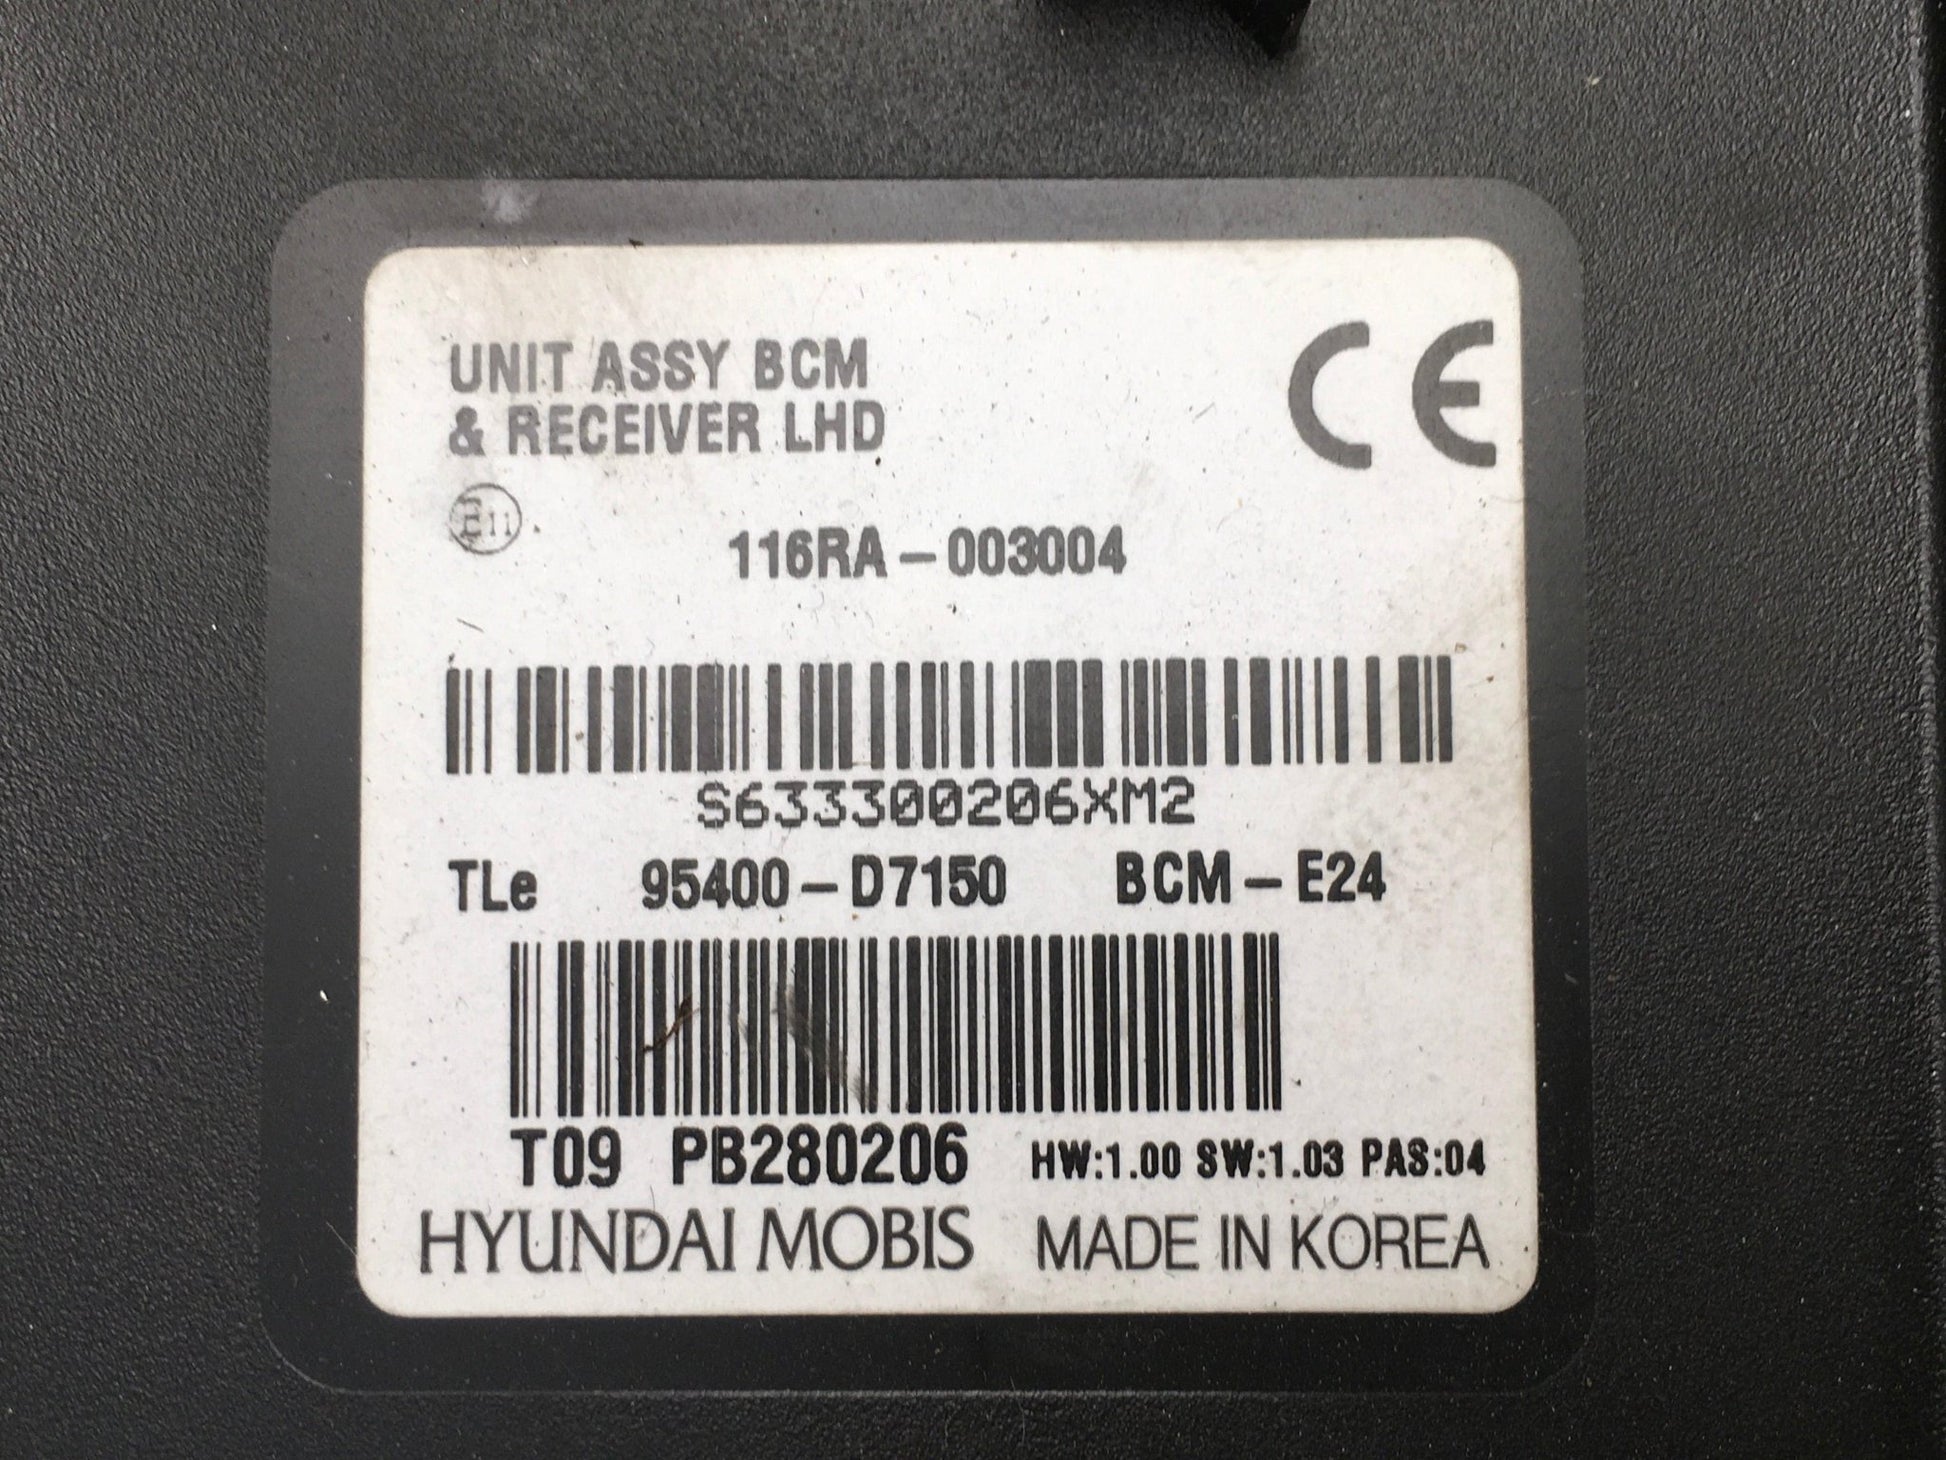 UNIT ASSY BCM
& RECEIVER LHD
CE
E11
116RA-003004
S633300206XM2
TLe 95400-D7150 BCM-E24
T09 PB280206 HW:1.00 SW:1.03 PAS:04
HYUNDAI MOBIS MADE IN KOREA